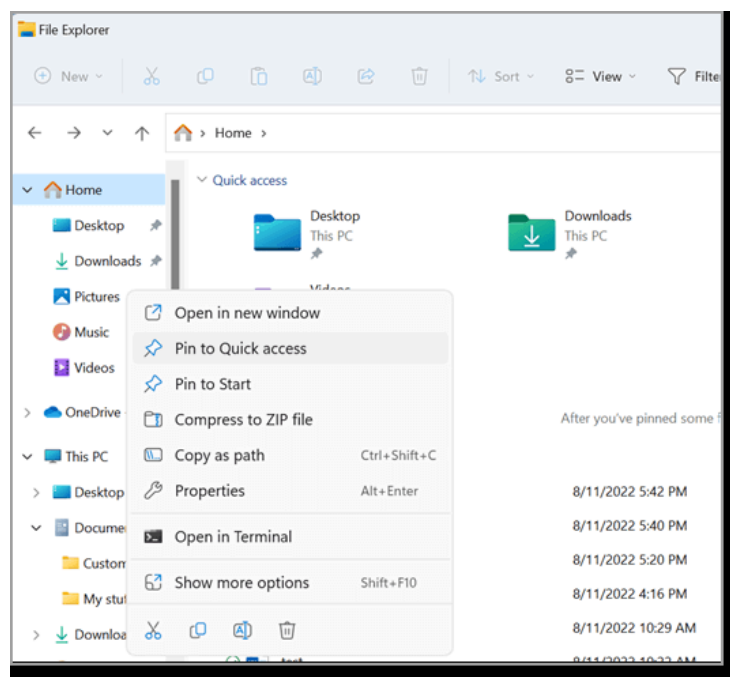 File Explorer
New
Sort
View
Home
Quick access
Home
Desktop
This PC
Downloads
This PC
Desktop
Downloads
Pictures
Music
Videos
OneDrive
This PC
Desktop
Custom
My stuf
Open in new window
Pin to Quick access
Pin to Start
Compress to ZIP file
Copy as path Ctrl+Shift+C
Properties Alt+Enter
Open in Terminal
Show more options Shift+F10
After you've pinned some
8/11/2022 5:42 PM
8/11/2022 5:40 PM
8/11/2022 5:20 PM
8/11/2022 4:16 PM
8/11/2022 10:29 AM